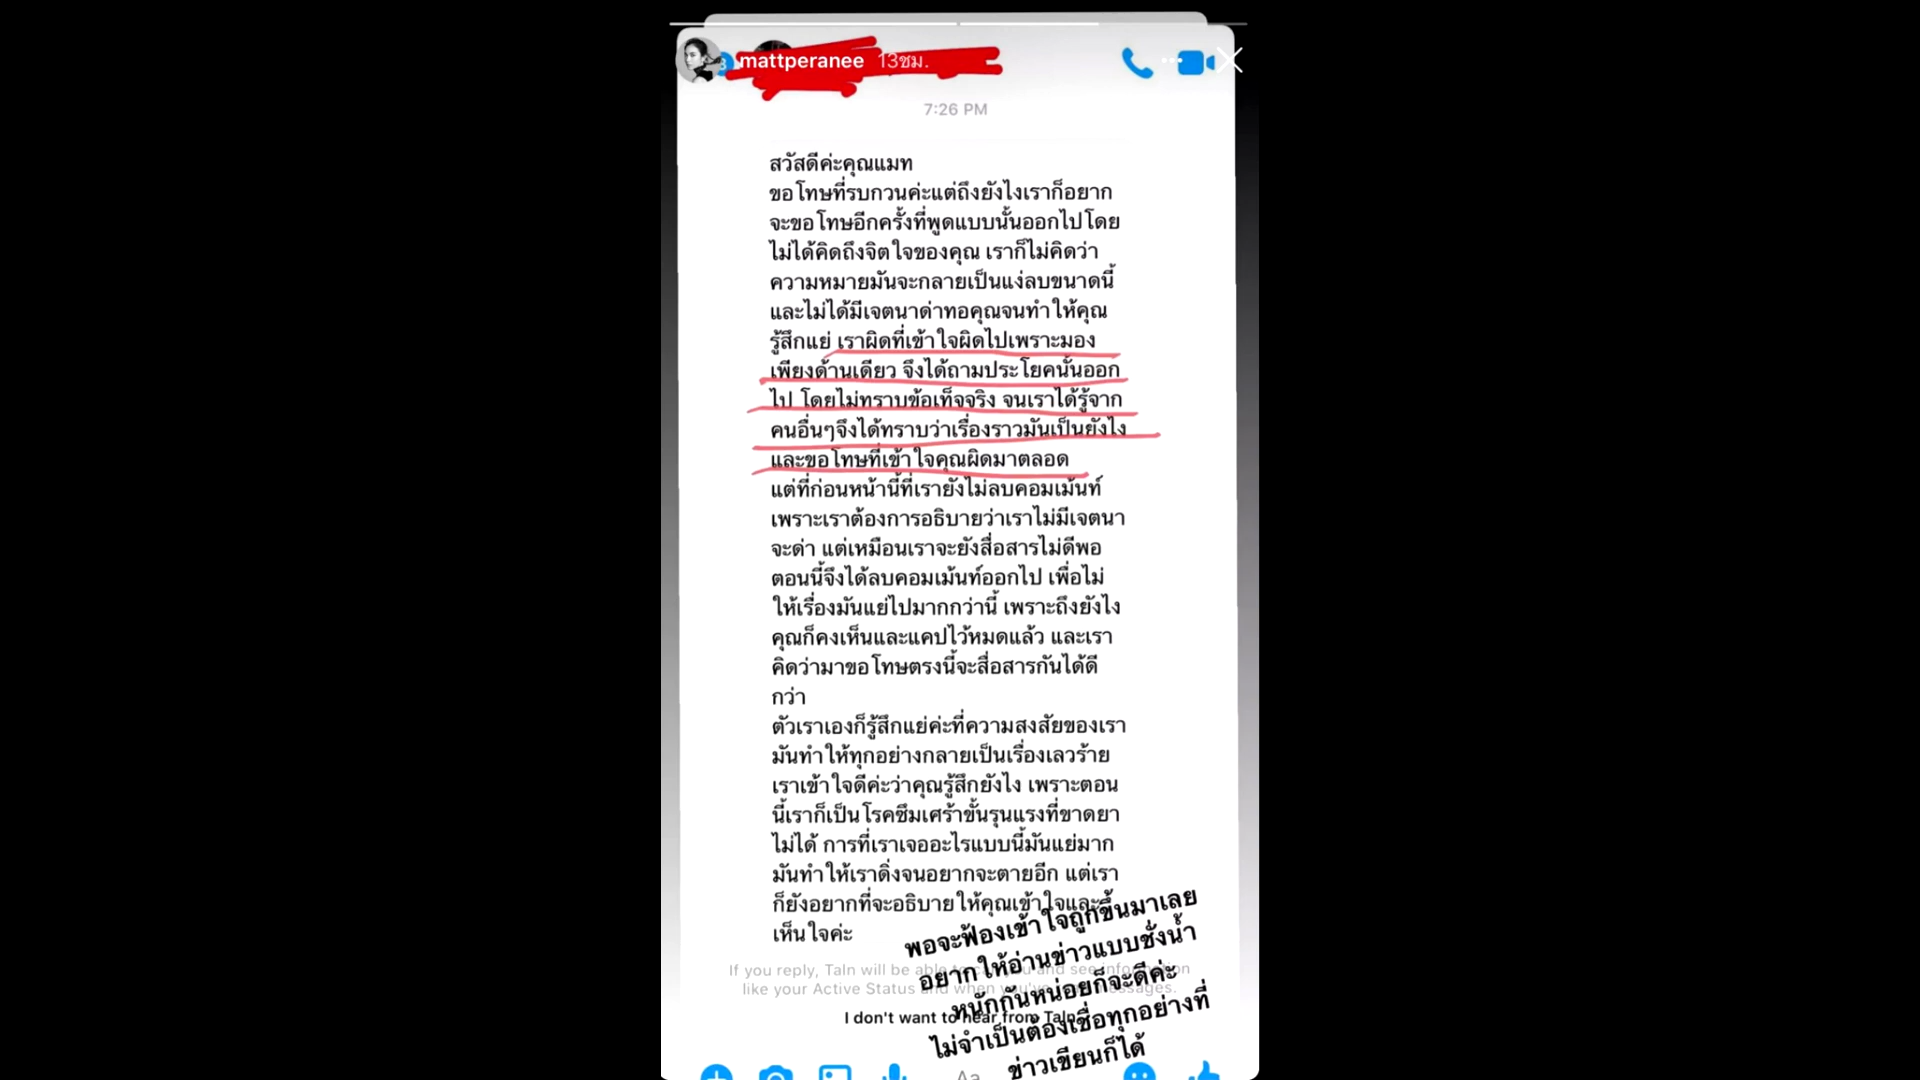 mattperanee 13ชม.
7:26 PM
สวัสดีค่ะคุณแมท
ขอโทษที่รบกวนค่ะแต่ถึงยังไงเราก็อยาก
จะขอโทษอีกครั้งที่พูดแบบนั้นออกไปโดย
ไม่ได้คิดถึงจิตใจของคุณ เราก็ไม่คิดว่า
ความหมายมันจะกลายเป็นแง่ลบขนาดนี้
และไม่ได้มีเจตนาด่าทอคุณจนทำให้คุณ
รู้สึกแย่ เราผิดที่เข้าใจผิดไปเพราะมอง
เพียงด้านเดียว จึงได้ถามประโยคนั้นออก
ไป โดยไม่ทราบข้อเท็จจริง จนเราได้รู้จาก
คนอื่นๆจึงได้ทราบว่าเรื่องราวมันเป็นยังไง
และขอโทษที่เข้าใจคุณผิดมาตลอด
แต่ที่ก่อนหน้านี้ที่เรายังไม่ลบคอมเม้นท์
เพราะเราต้องการอธิบายว่าเราไม่มีเจตนา
จะด่า แต่เหมือนเราจะยังสื่อสารไม่ดีพอ
ตอนนี้จึงได้ลบคอมเม้นท์ออกไป เพื่อไม่
ให้เรื่องมันแย่ไปมากกว่านี้ เพราะถึงยังไง
คุณก็คงเห็นและแคปไว้หมดแล้ว และเรา
คิดว่ามาขอโทษตรงนี้จะสื่อสารกันได้ดี
กว่า
ตัวเราเองก็รู้สึกแย่ค่ะที่ความสงสัยของเรา
มันทำให้ทุกอย่างกลายเป็นเรื่องเลวร้าย
เราเข้าใจดีค่ะว่าคุณรู้สึกยังไง เพราะตอน
นี้เราก็เป็นโรคซึมเศร้าขั้นรุนแรงที่ขาดยา
ไม่ได้ การที่เราเจออะไรแบบนี้มันแย่มาก
มันทำให้เราดิ่งจนอยากจะตายอีก แต่เรา
ก็ยังอยากที่จะอธิบายให้คุณเข้าใจและ
เห็นใจค่ะ
พอจะฟ้องเข้าใจถูกขึ้นมาเลย
อยากให้อ่านข่าวแบบชั่งน้ำ
หนักกันหน่อยก็จะดีค่ะ
ไม่จำเป็นต้องเชื่อทุกอย่างที่
ข่าวเขียนก็ได้
If you reply, Taln will be able to call you and see information
like your Active Status and when you've read messages.
I don't want to hear from Taln
Aa